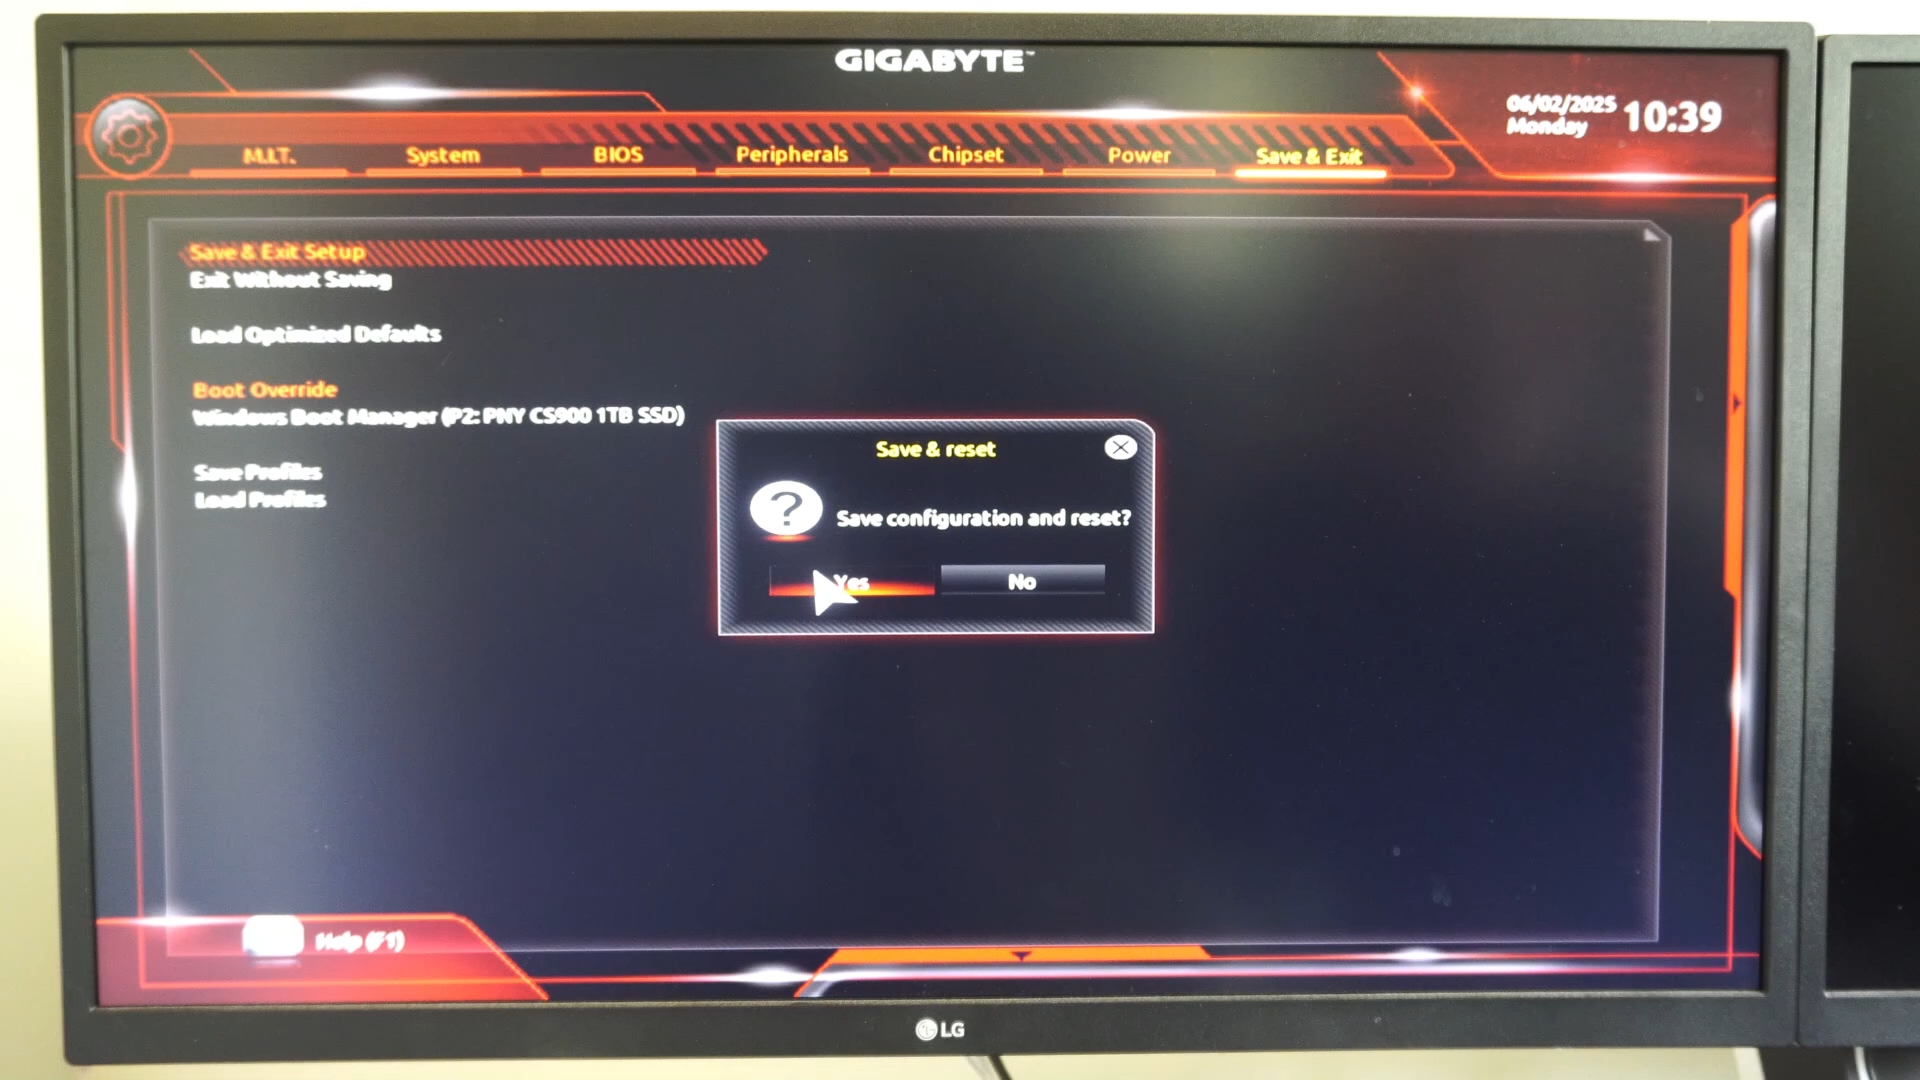 GIGABYTE™
06/02/2025
Monday
10:39
M.I.T.
System
BIOS
Peripherals
Chipset
Power
Save & Exit
Save & Exit Setup
Exit Without Saving
Load Optimized Defaults
Boot Override
Windows Boot Manager (P2: PNY CS900 1TB SSD)
Save Profiles
Load Profiles
Save & reset
?
Save configuration and reset?
Yes
No
Help (F1)
LG